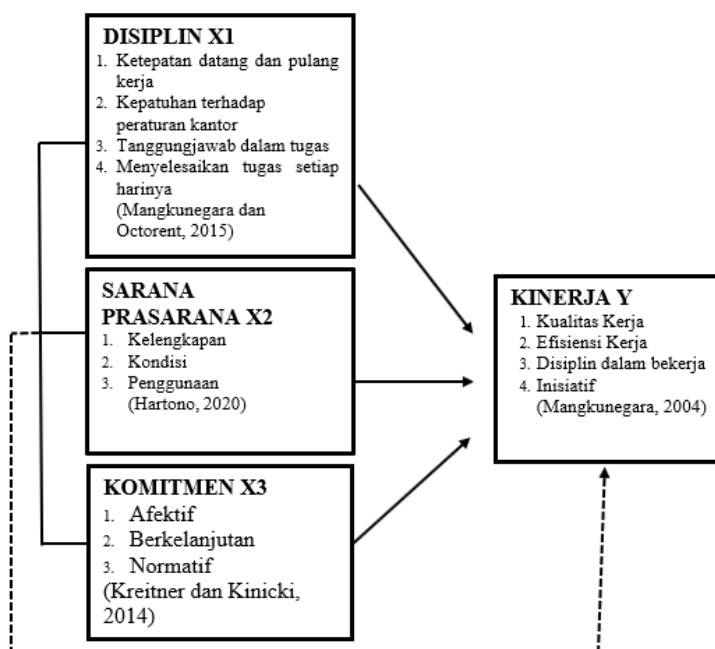 DISIPLIN X1
1. Ketepatan datang dan pulang
kerja
2. Kepatuhan terhadap
peraturan kantor
3. Tanggungjawab dalam tugas
4. Menyelesaikan tugas setiap
harinya
(Mangkunegara dan
Octorent, 2015)
SARANA
PRASARANA X2
1. Kelengkapan
2. Kondisi
3. Penggunaan
(Hartono, 2020)
KOMITMEN X3
1. Afektif
2. Berkelanjutan
3. Normatif
(Kreitner dan Kinicki,
2014)
KINERJA Y
1. Kualitas Kerja
2. Efisiensi Kerja
3. Disiplin dalam bekerja
4. Inisiatif
(Mangkunegara, 2004)